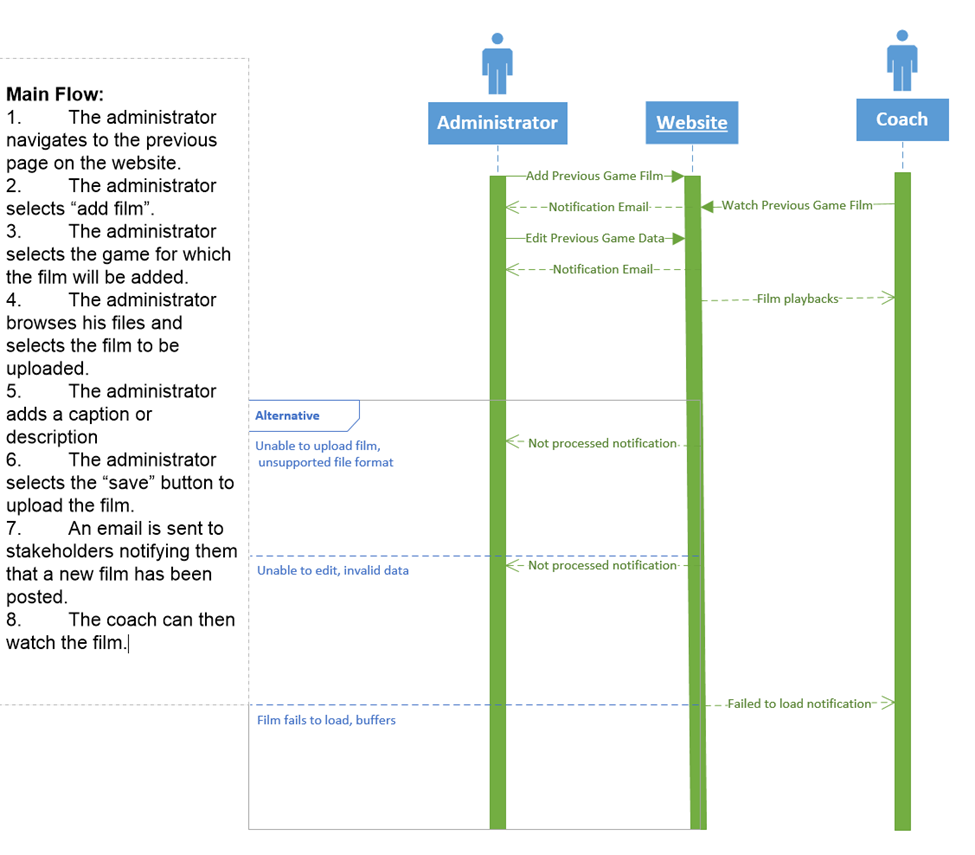 Main Flow:
1. The administrator
navigates to the previous
page on the website.
2. The administrator
selects “add film”.
3. The administrator
selects the game for which
the film will be added.
4. The administrator
browses his files and
selects the film to be
uploaded.
5. The administrator
adds a caption or
description
6. The administrator
selects the “save” button to
upload the film.
7. An email is sent to
stakeholders notifying them
that a new film has been
posted.
8. The coach can then
watch the film.
Administrator
Website
Coach
Add Previous Game Film
Notification Email
Watch Previous Game Film
Edit Previous Game Data
Notification Email
Film playbacks
Alternative
Unable to upload film,
unsupported file format
Not processed notification
Unable to edit, invalid data
Not processed notification
Failed to load notification
Film fails to load, buffers